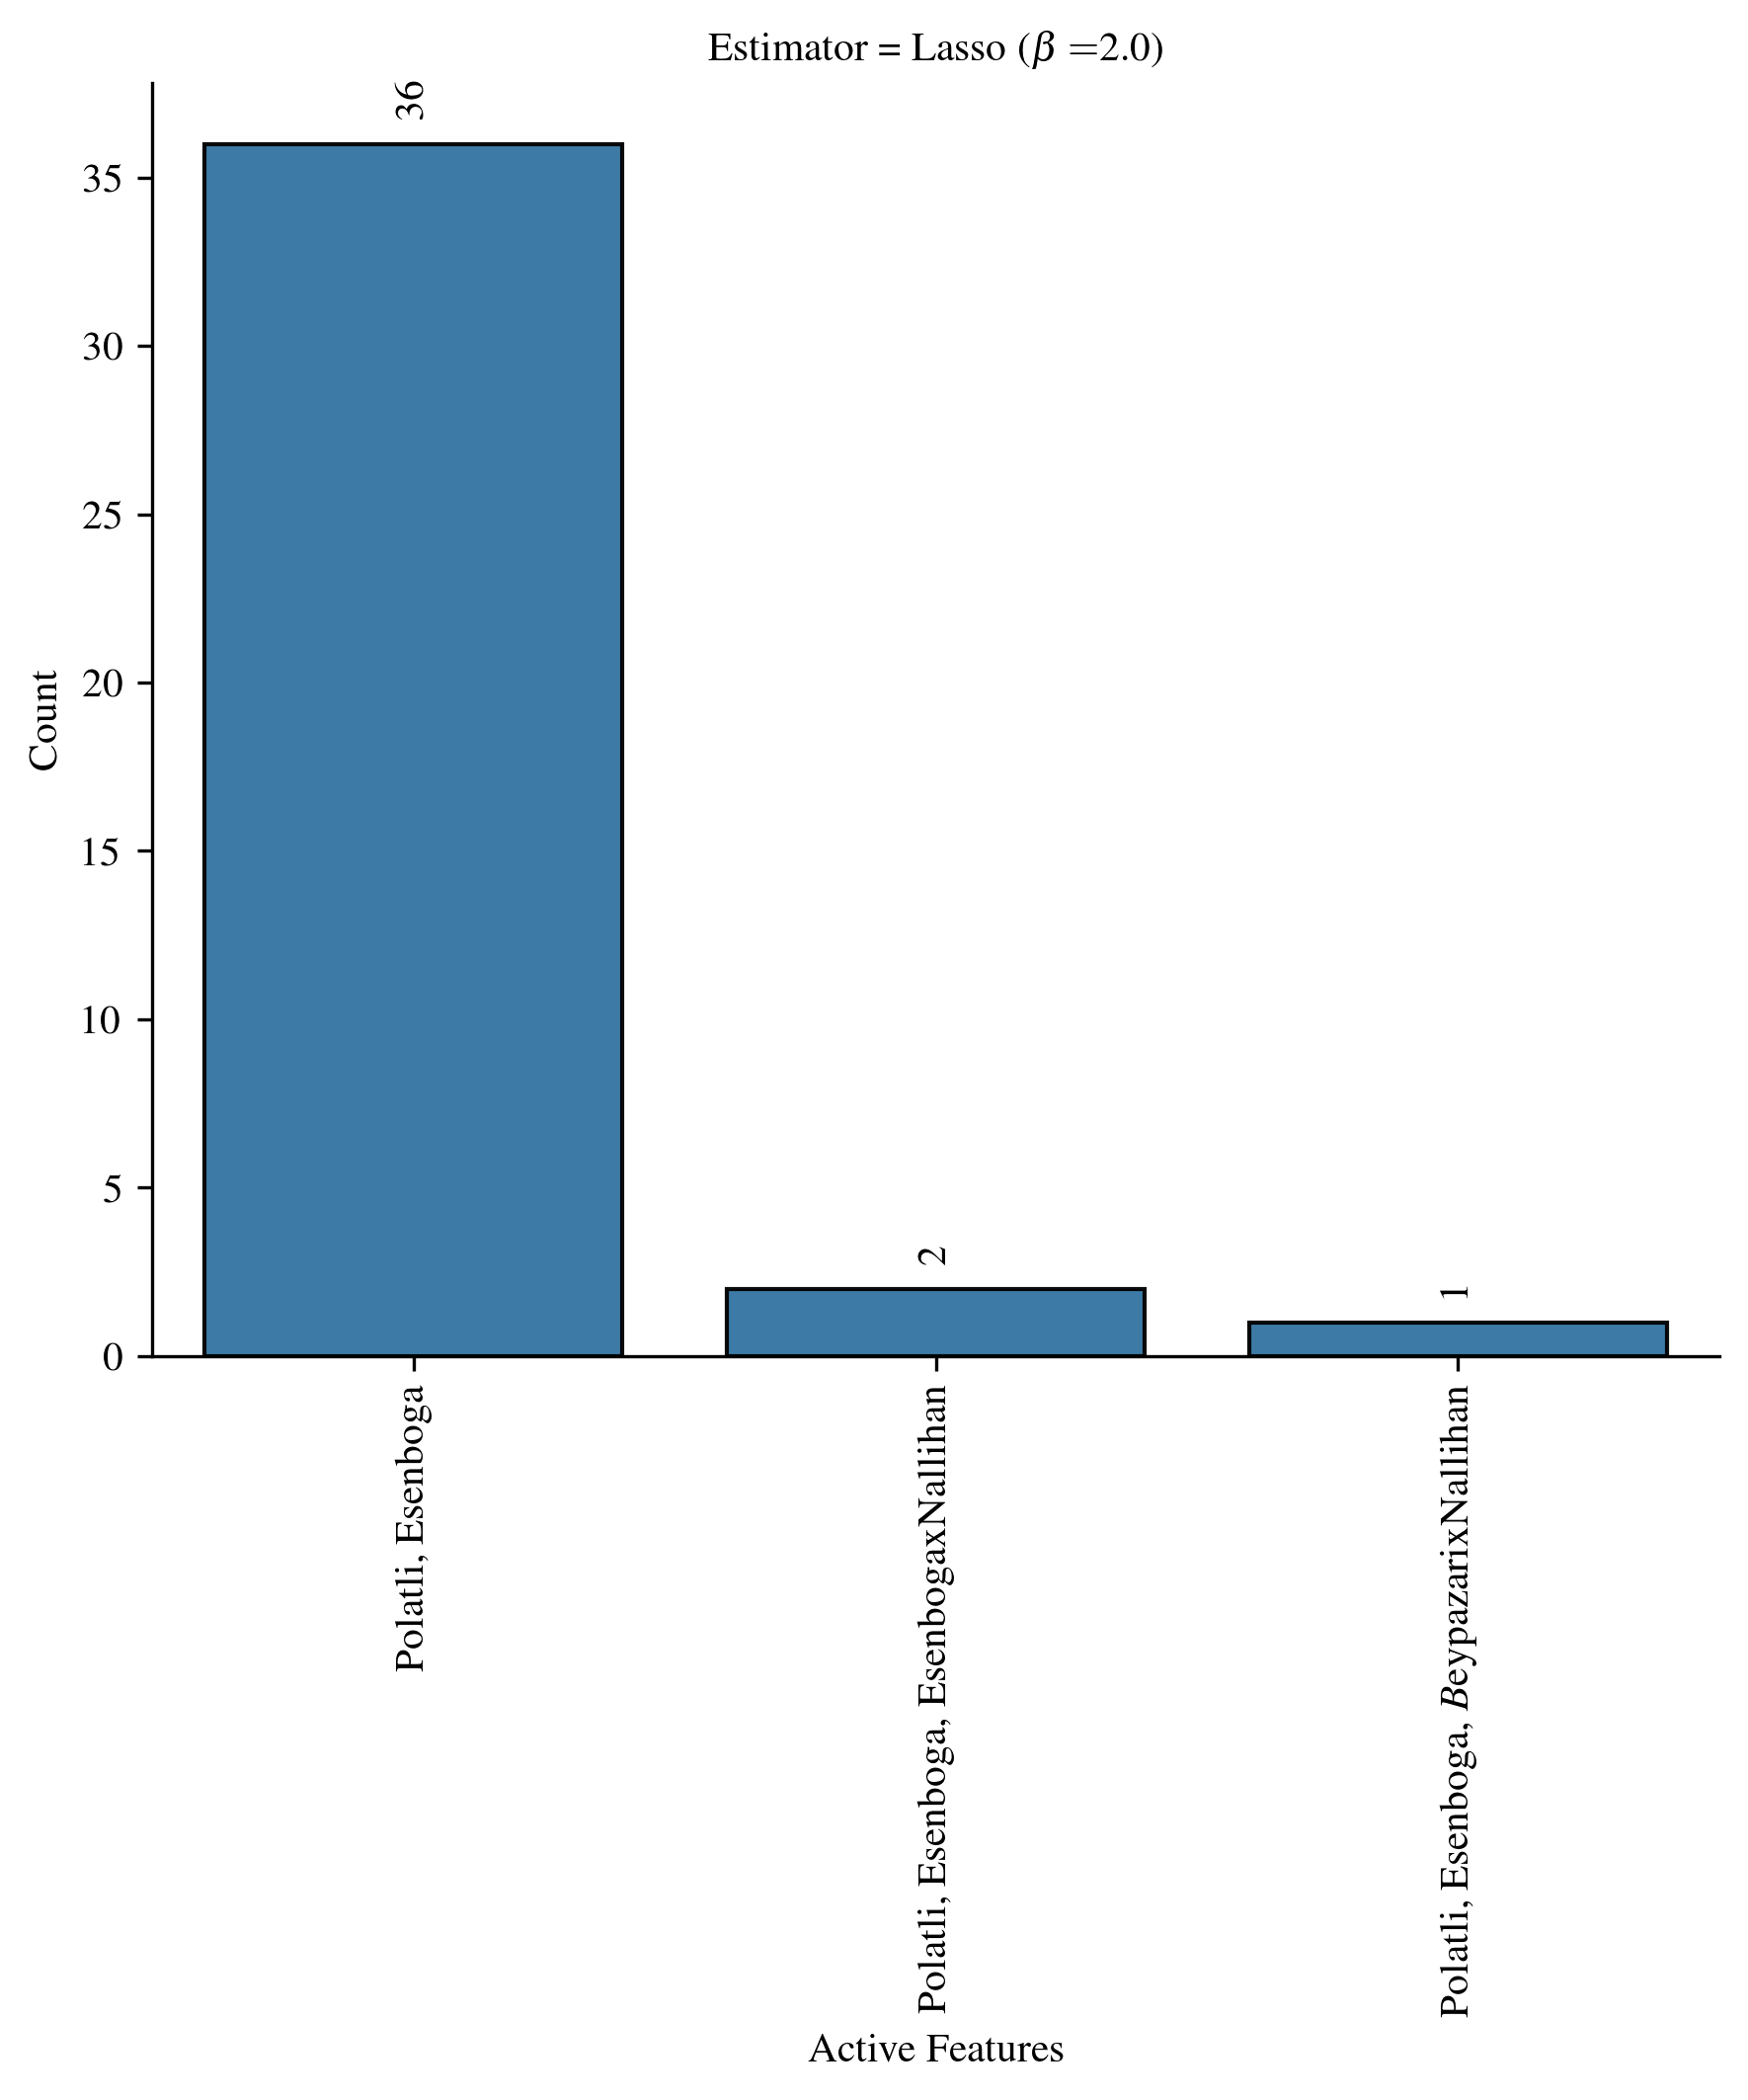 Estimator = Lasso (β =2.0)
36
35
30
25
20
15
10
5
0
Count
2
1
Polatli, Esenboga
Polatli, Esenboga, EsenbogaxNallihan
Polatli, Esenboga, BeypazarixNallihan
Active Features